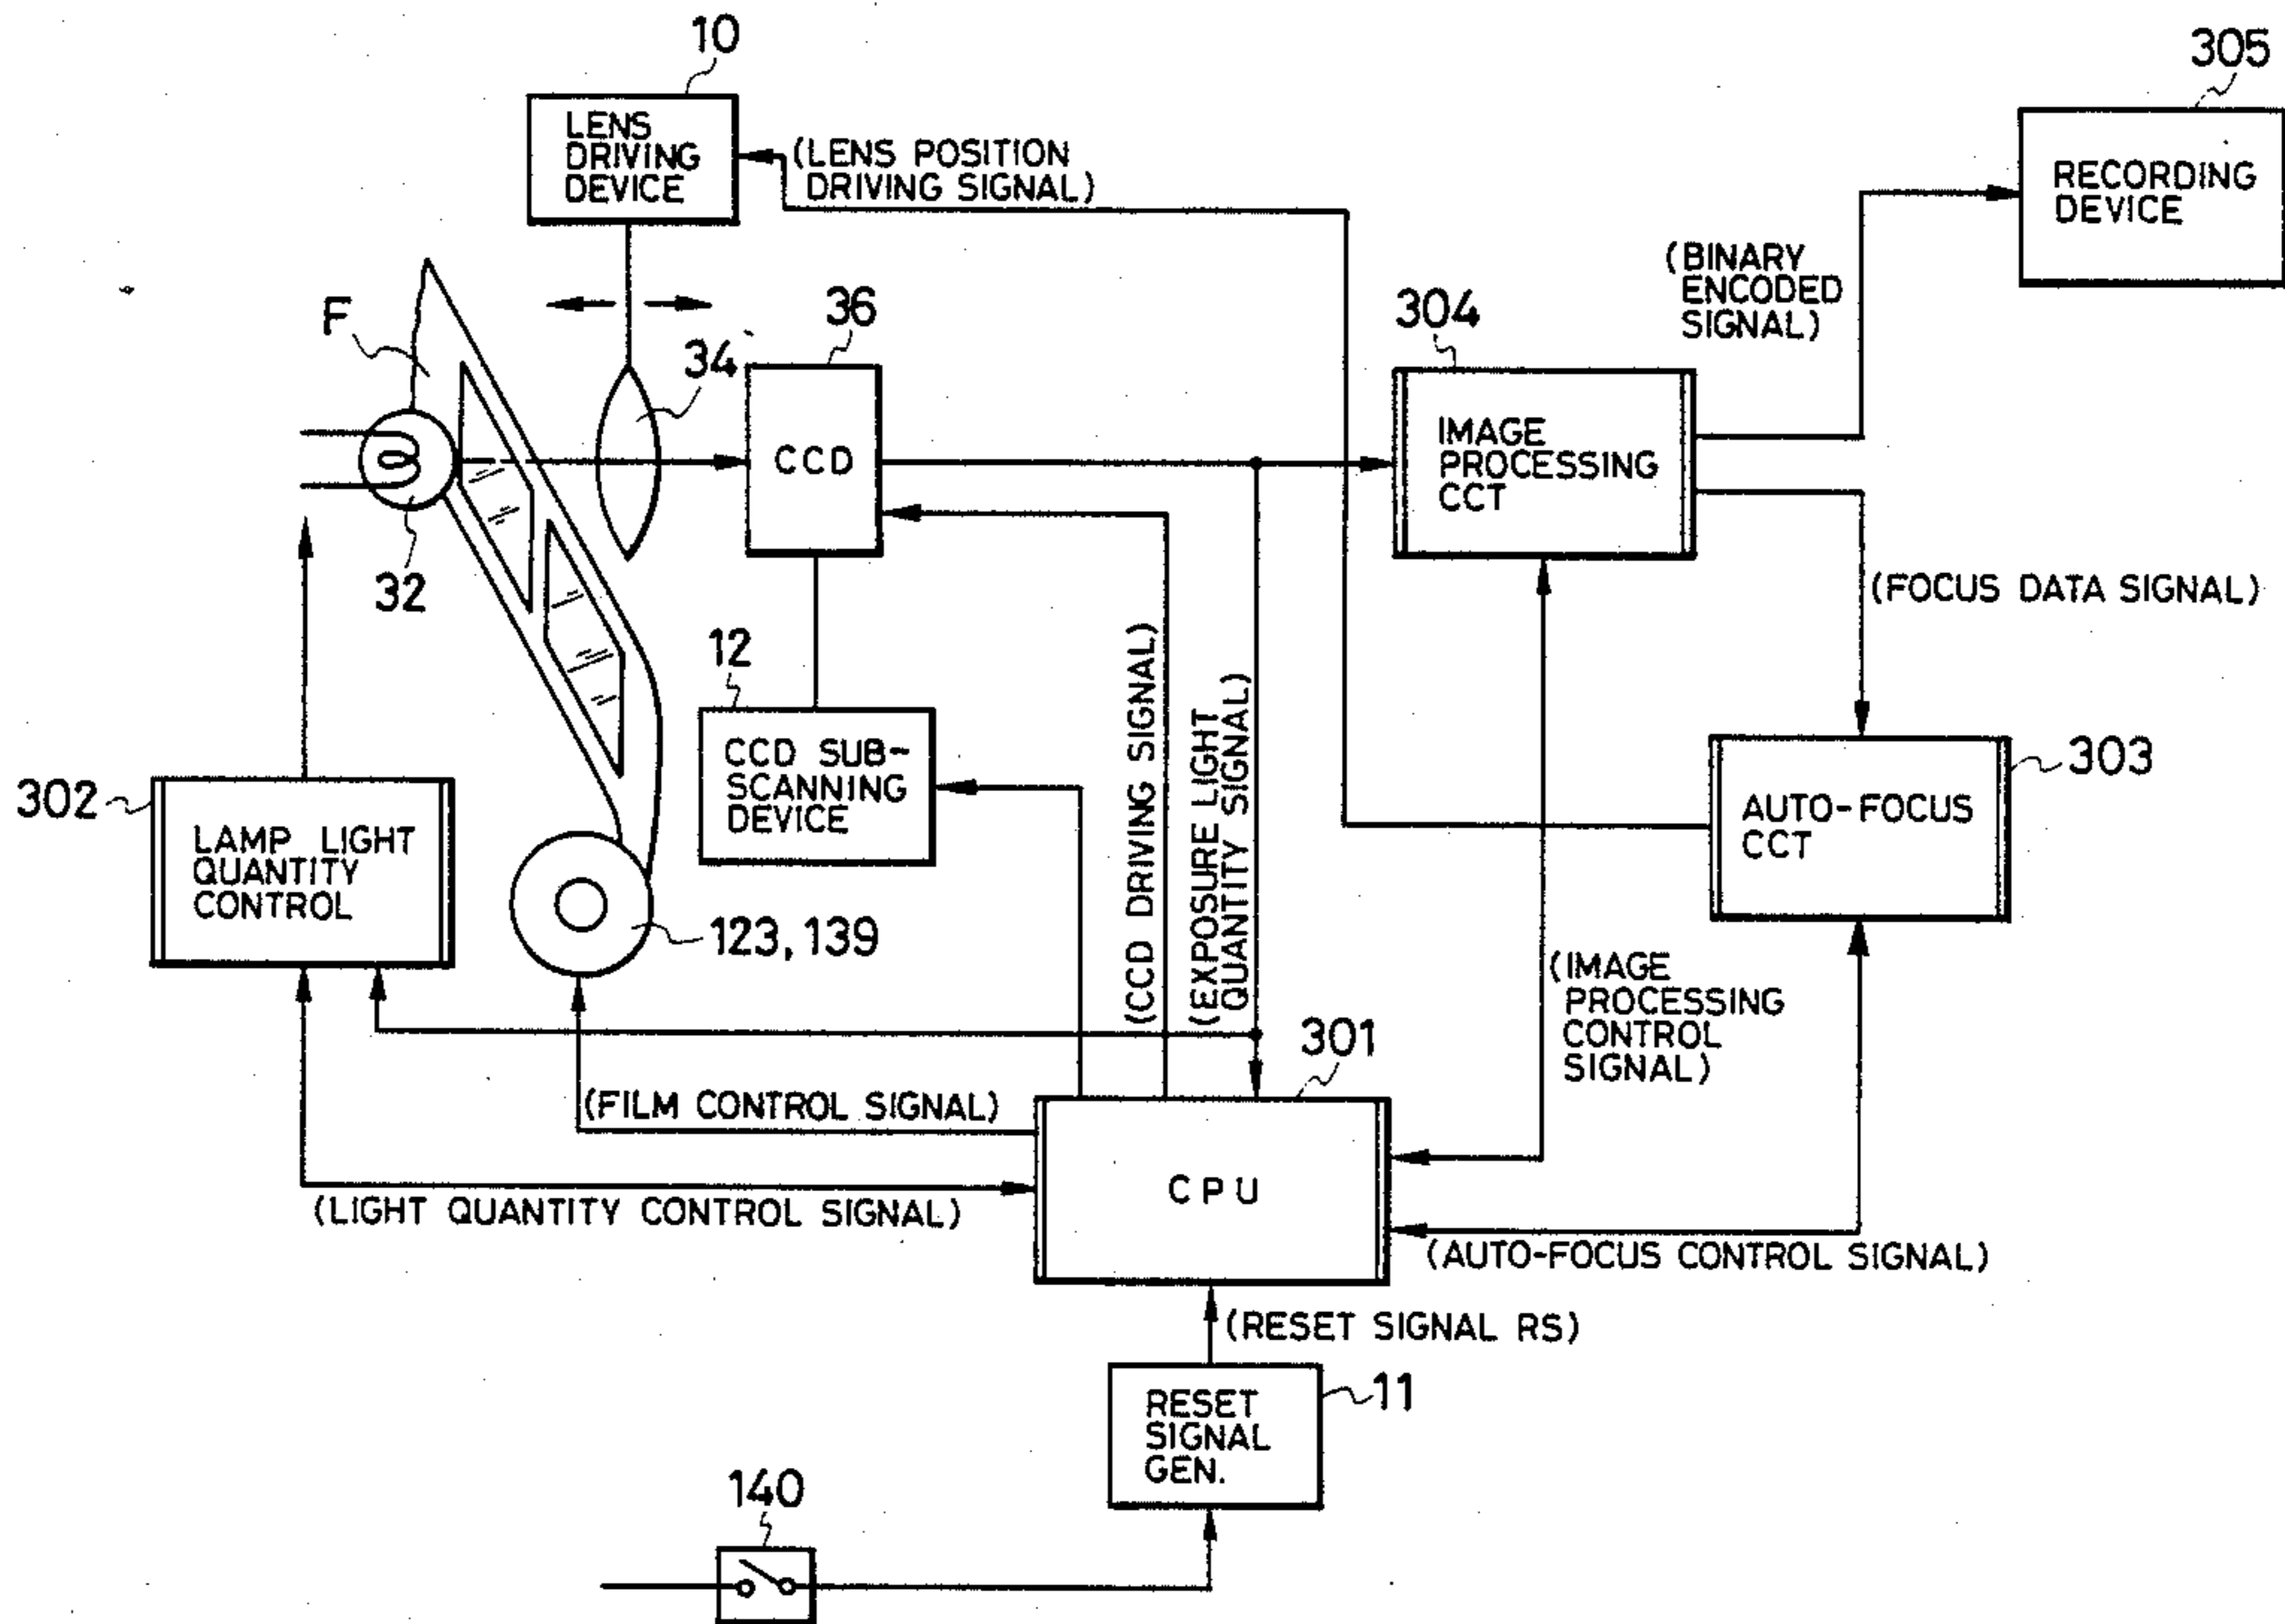 10
305
LENS
DRIVING
DEVICE
(LENS POSITION
DRIVING SIGNAL)
RECORDING
DEVICE
(BINARY
ENCODED
SIGNAL)
F
36
304
34
CCD
IMAGE
PROCESSING
CCT
32
(FOCUS DATA SIGNAL)
12
CCD SUB-
SCANNING
DEVICE
(CCD DRIVING SIGNAL)
(EXPOSURE LIGHT
QUANTITY SIGNAL)
303
AUTO-FOCUS
CCT
302
LAMP LIGHT
QUANTITY
CONTROL
123, 139
(IMAGE
PROCESSING
CONTROL
SIGNAL)
301
(FILM CONTROL SIGNAL)
CPU
(LIGHT QUANTITY CONTROL SIGNAL)
(AUTO-FOCUS CONTROL SIGNAL)
(RESET SIGNAL RS)
RESET
SIGNAL
GEN.
11
140